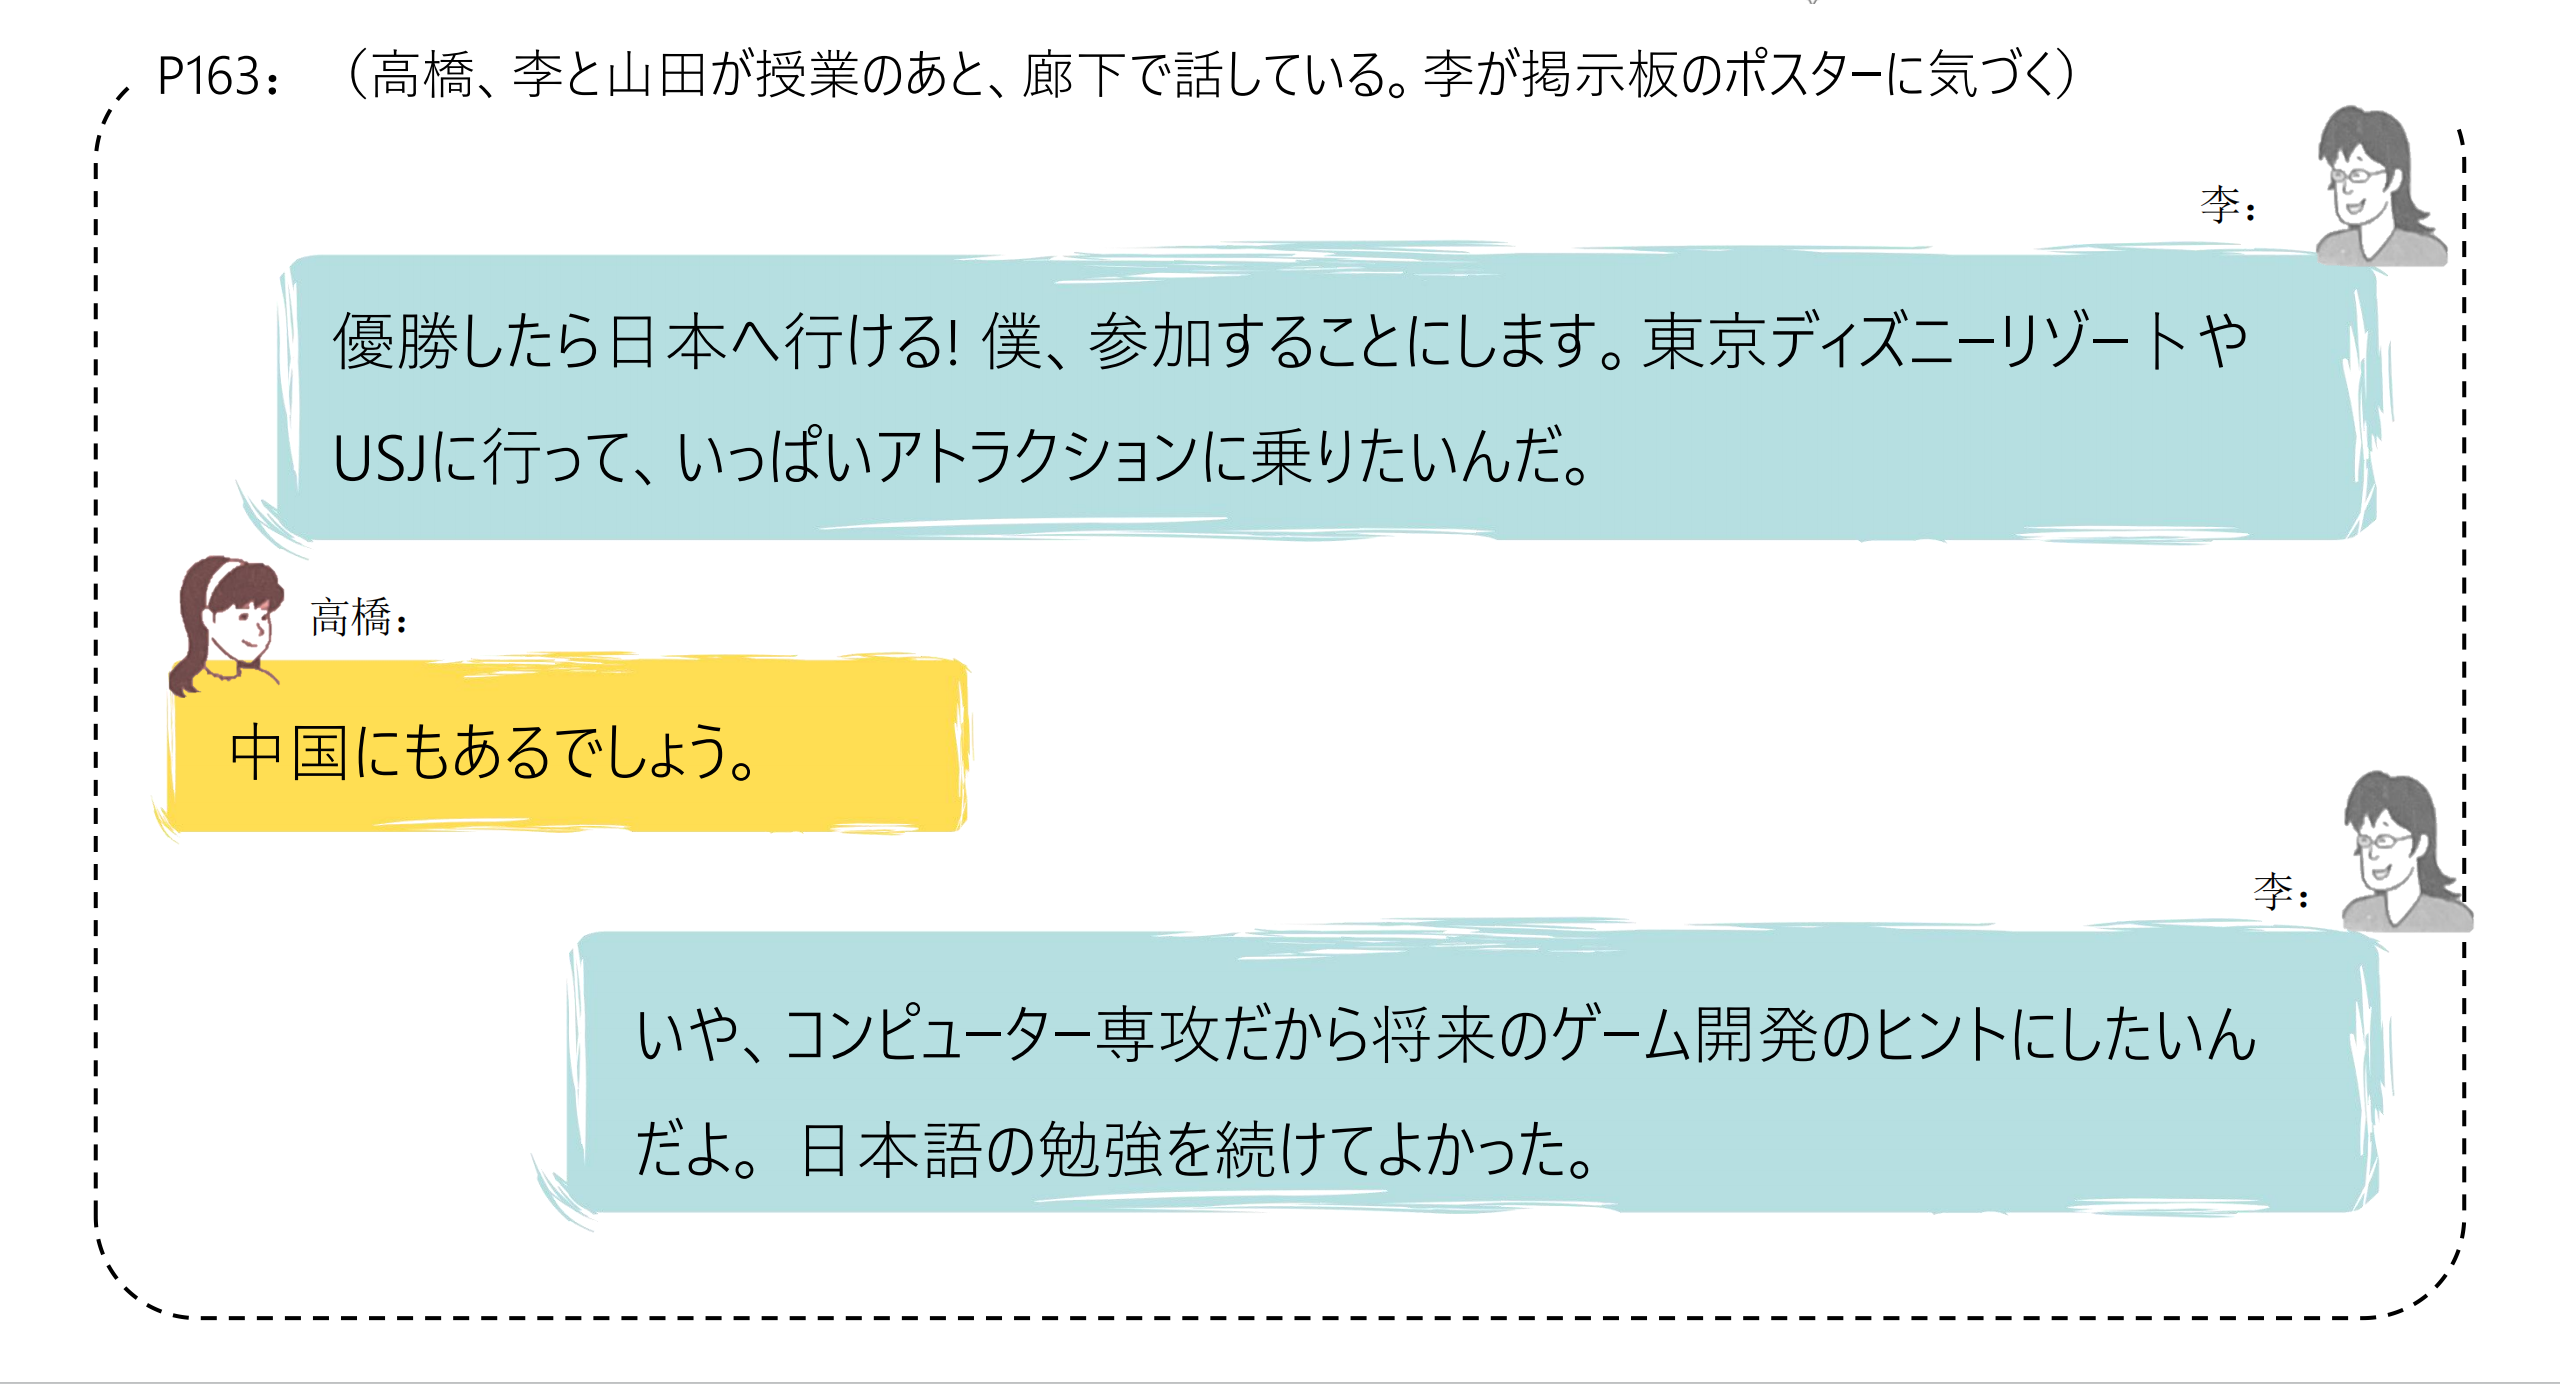 P163：（高橋、李と山田が授業のあと、廊下で話している。李が掲示板のポスターに気づく）
李：
優勝したら日本へ行ける！僕、参加することにします。東京ディズニーリゾートや
USJに行って、いっぱいアトラクションに乗りたいんだ。
高橋：
中国にもあるでしょう。
李：
いや、コンピューター専攻だから将来のゲーム開発のヒントにしたいん
だよ。日本語の勉強を続けてよかった。